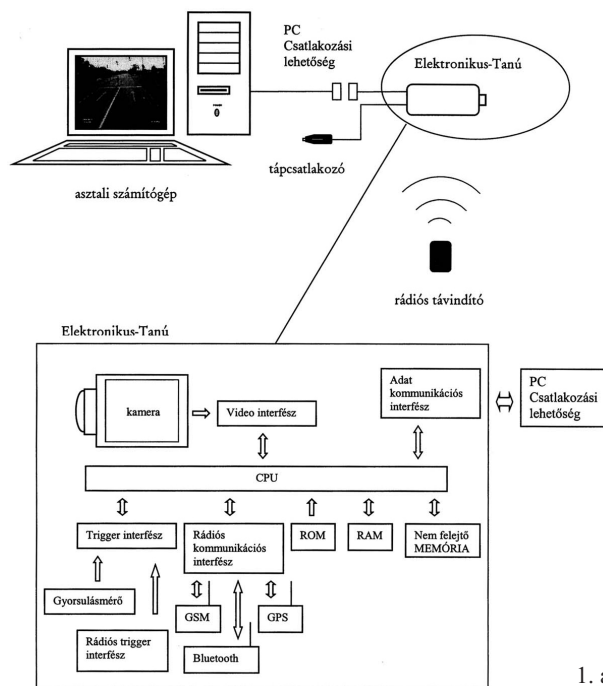 PC
Csatlakozási
lehetőség
Elektronikus-Tanú
tápcsatlakozó
asztali számítógép
rádiós távindító
Elektronikus-Tanú
kamera
Video interfész
Adat
kommunikációs
interfész
PC
Csatlakozási
lehetőség
CPU
Trigger interfész
Rádiós
kommunikációs
interfész
ROM
RAM
Nem felejtő
MEMÓRIA
Gyorsulásmérő
GSM
GPS
Rádiós trigger
interfész
Bluetooth
1. a